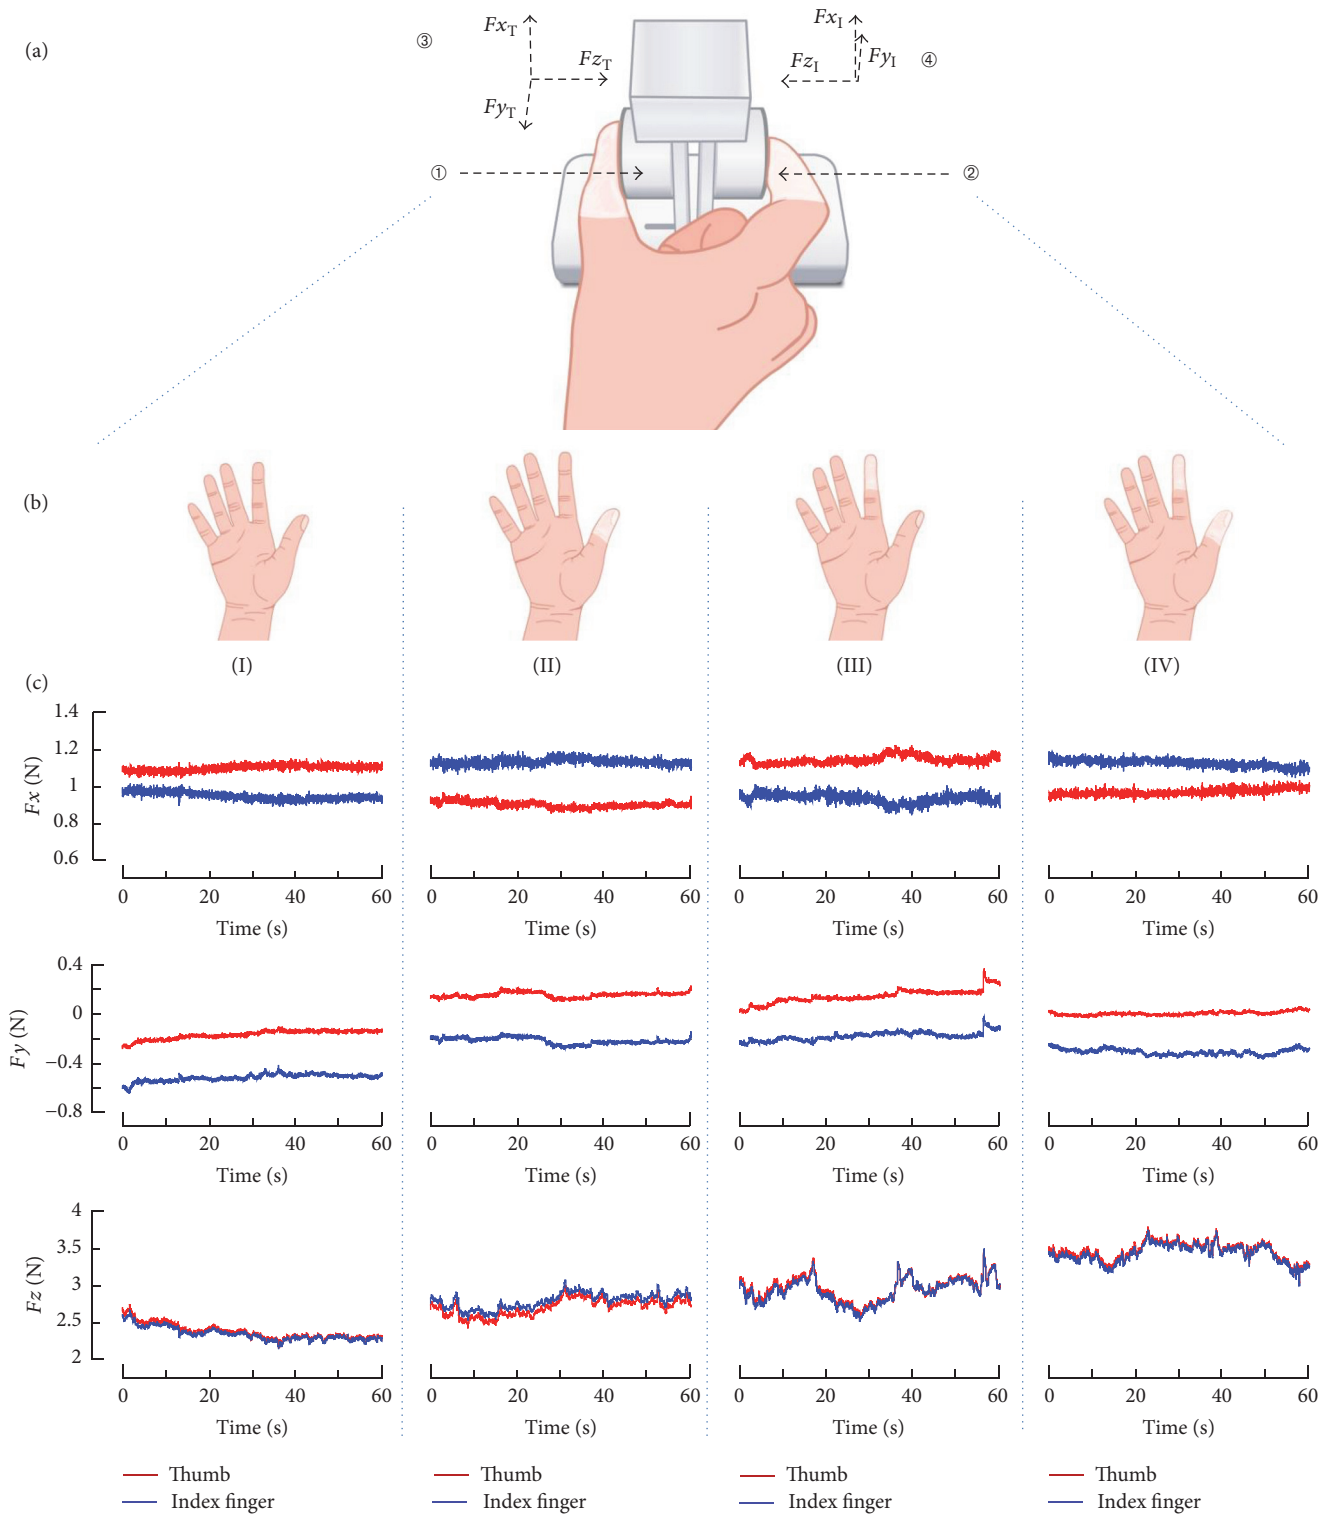 (a)
③
FxT
FzT
FyT
FxI
FzI
FyI
④
①
②
(b)
(I)
(II)
(III)
(IV)
(c)
Fx (N)
1.4
1.2
1
0.8
0.6
0 20 40 60
Time (s)
0 20 40 60
Time (s)
0 20 40 60
Time (s)
0 20 40 60
Time (s)
Fy (N)
0.4
0
−0.4
−0.8
0 20 40 60
Time (s)
0 20 40 60
Time (s)
0 20 40 60
Time (s)
0 20 40 60
Time (s)
Fz (N)
4
3.5
3
2.5
2
0 20 40 60
Time (s)
0 20 40 60
Time (s)
0 20 40 60
Time (s)
0 20 40 60
Time (s)
Thumb
Index finger
Thumb
Index finger
Thumb
Index finger
Thumb
Index finger